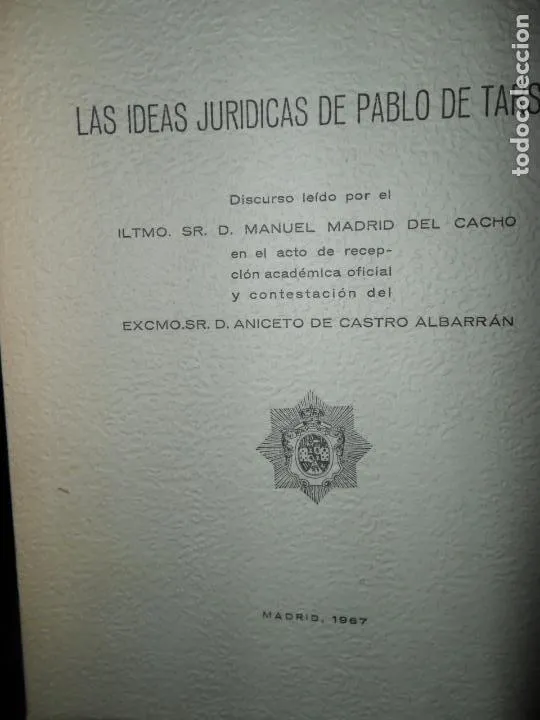 LAS IDEAS JURIDICAS DE PABLO DE TARS
Discurso leído por el
ILTMO. SR. D. MANUEL MADRID DEL CACHO
en el acto de recep-
ción académica oficial
y contestación del
EXCMO.SR. D. ANICETO DE CASTRO ALBARRÁN
MADRID, 1967
todocoleccion